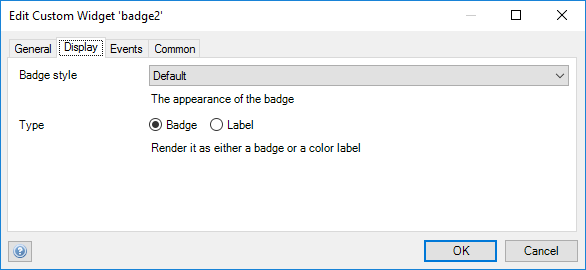 Edit Custom Widget 'badge2'
General Display Events Common
Badge style Default
The appearance of the badge
Type Badge Label
Render it as either a badge or a color label
? OK Cancel